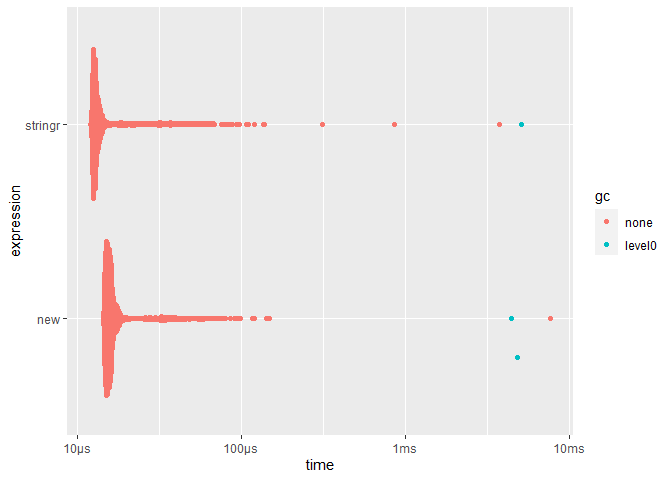 stringr
new
expression
10µs
100µs
1ms
10ms
time
gc
none
level0